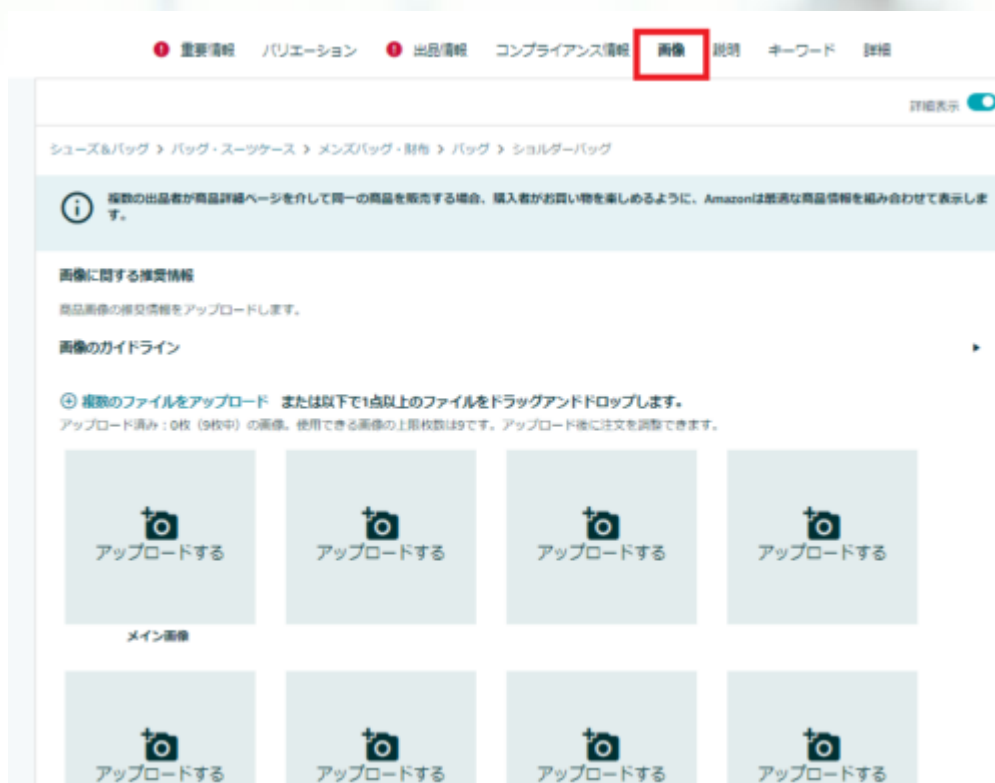 重要情報 バリエーション 出品情報 コンプライアンス情報 画像 説明 キーワード 詳細
詳細表示
シューズ&バッグ > バッグ・スーツケース > メンズバッグ・財布 > バッグ > ショルダーバッグ
複数の出品者が商品詳細ページを介して同一の商品を販売する場合、購入者がお買い物を楽しめるように、Amazonは最適な商品情報を組み合わせて表示しま
す。
画像に関する推奨情報
商品画像の推奨情報をアップロードします。
画像のガイドライン
複数のファイルをアップロード または以下で1点以上のファイルをドラッグアンドドロップします。
アップロード済み:0枚(9枚中)の画像。使用できる画像の上限枚数は9です。アップロード後に注文を調整できます。
アップロードする アップロードする アップロードする アップロードする
メイン画像
アップロードする アップロードする アップロードする アップロードする